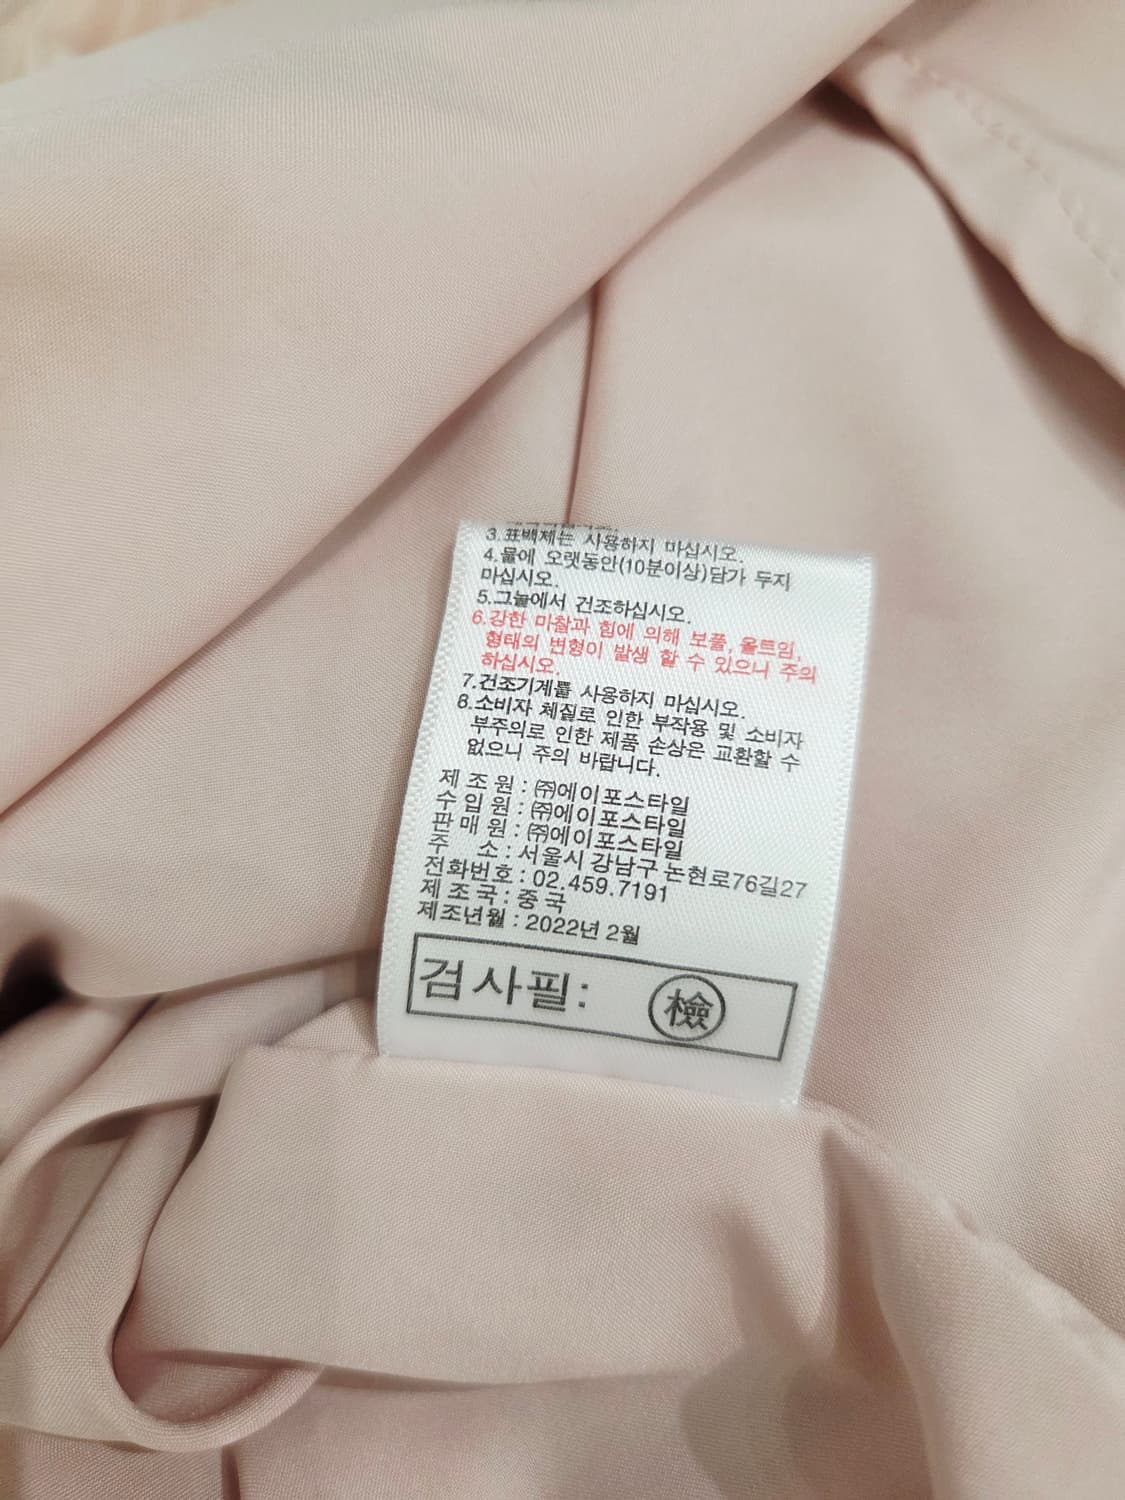 3.표백제는 사용하지 마십시오.
4.물에 오랫동안(10분이상)담가 두지
마십시오.
5.그늘에서 건조하십시오.
6.강한 마찰과 힘에 의해 보풀, 올트임,
형태의 변형이 발생 할 수 있으니 주의
하십시오.
7.건조기계를 사용하지 마십시오.
8.소비자 체질로 인한 부작용 및 소비자
부주의로 인한 제품 손상은 교환할 수
없으니 주의 바랍니다.
제 조 원 : ㈜에이포스타일
수 입 원 : ㈜에이포스타일
판 매 원 : ㈜에이포스타일
주 소 : 서울시 강남구 논현로76길27
전화번호 : 02.459.7191
제 조 국 : 중 국
제조년월 : 2022년 2월
검사필: 檢